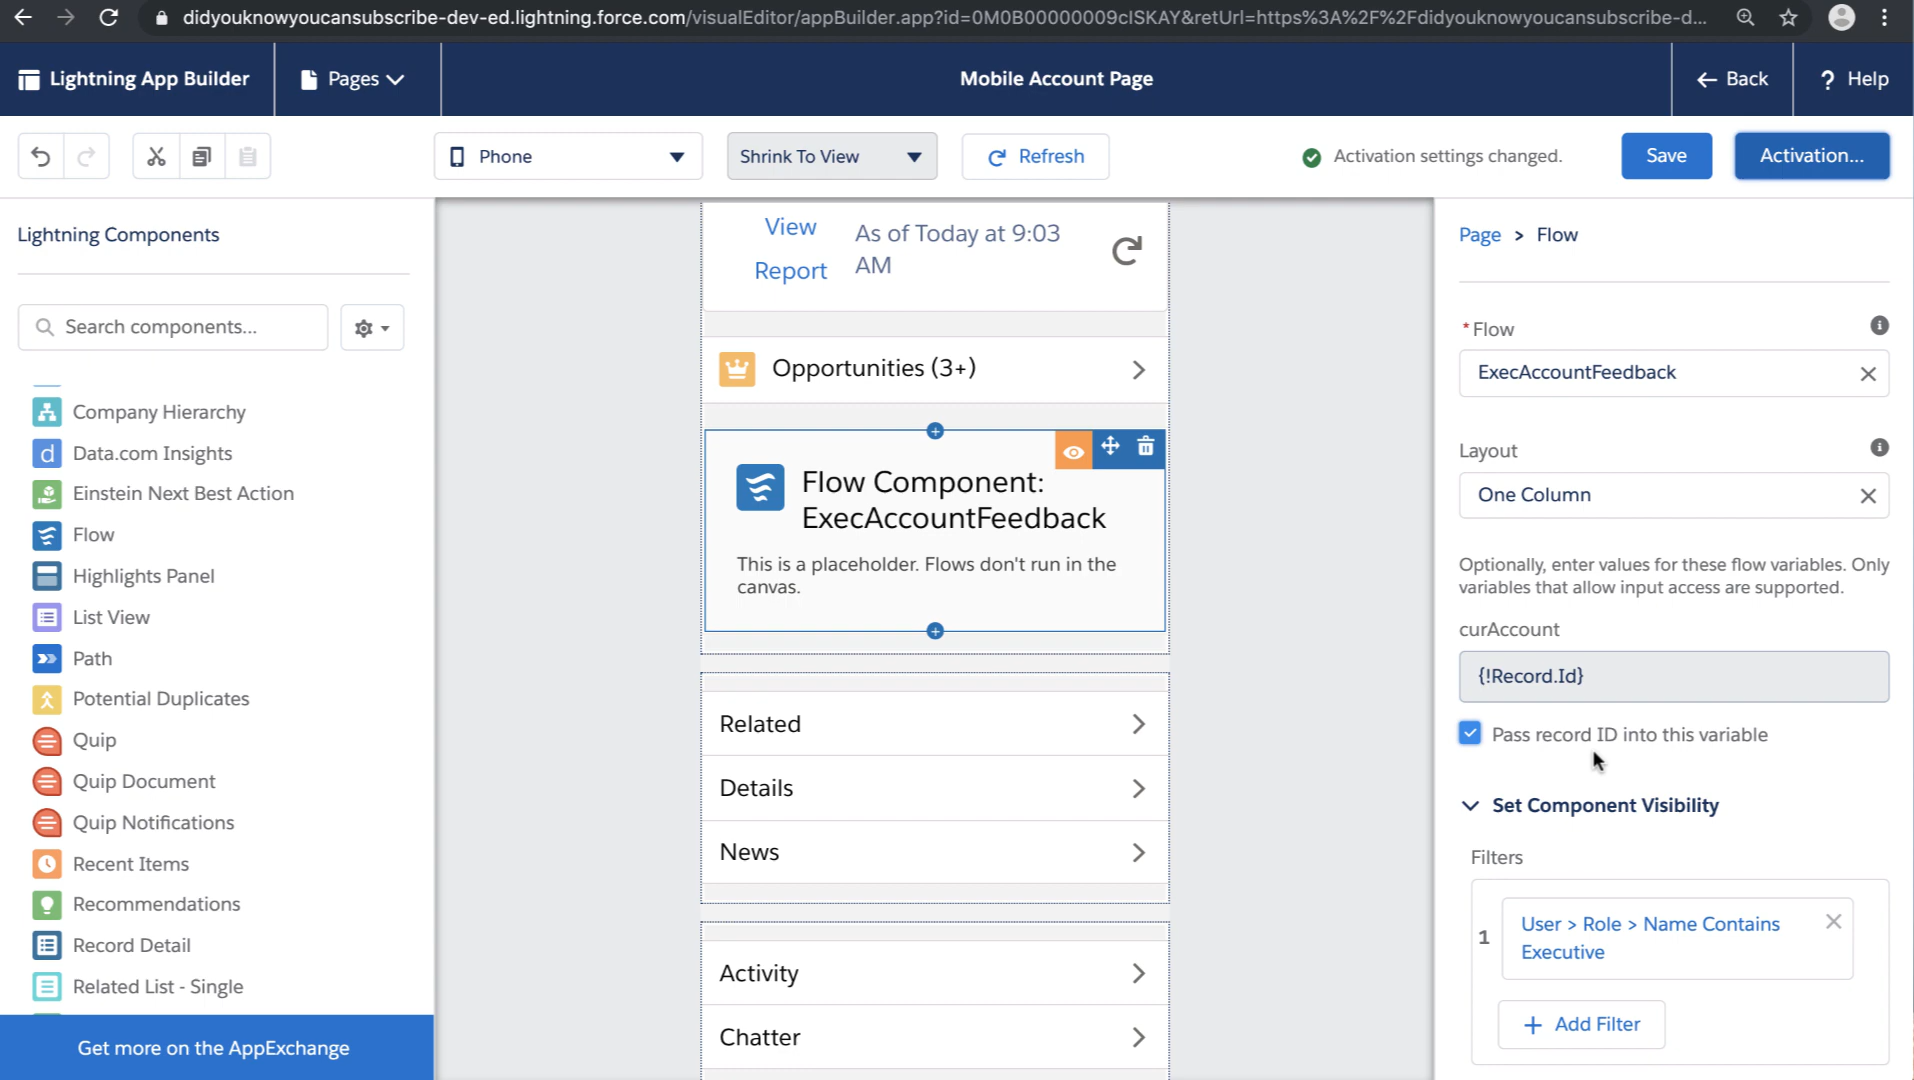 didyouknowyoucansubscribe-dev-ed.lightning.force.com/visualEditor/appBuilder.app?id=0M0B00000009cISKAY&retUrl=https%3A%2F%2Fdidyouknowyoucansubscribe-d...
Lightning App Builder
Pages
Mobile Account Page
Back
? Help
Phone
Shrink To View
Refresh
Activation settings changed.
Save
Activation...
Lightning Components
Search components...
Company Hierarchy
d Data.com Insights
Einstein Next Best Action
Flow
Highlights Panel
List View
Path
Potential Duplicates
Quip
Quip Document
Quip Notifications
Recent Items
Recommendations
Record Detail
Related List - Single
Get more on the AppExchange
View
Report
As of Today at 9:03
AM
Opportunities (3+)
Flow Component:
ExecAccountFeedback
This is a placeholder. Flows don't run in the
canvas.
Related
Details
News
Activity
Chatter
Page > Flow
* Flow
ExecAccountFeedback
Layout
One Column
Optionally, enter values for these flow variables. Only
variables that allow input access are supported.
curAccount
{!Record.Id}
Pass record ID into this variable
Set Component Visibility
Filters
1
User > Role > Name Contains
Executive
+ Add Filter